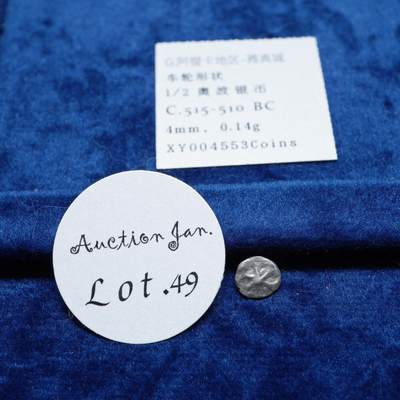 G.阿提卡地区-雅典城
车轮形状
1/2 奥波银币
C.515-510 BC
4mm, 0.14g
XY004553Coins
Auction Jan.
Lot.49